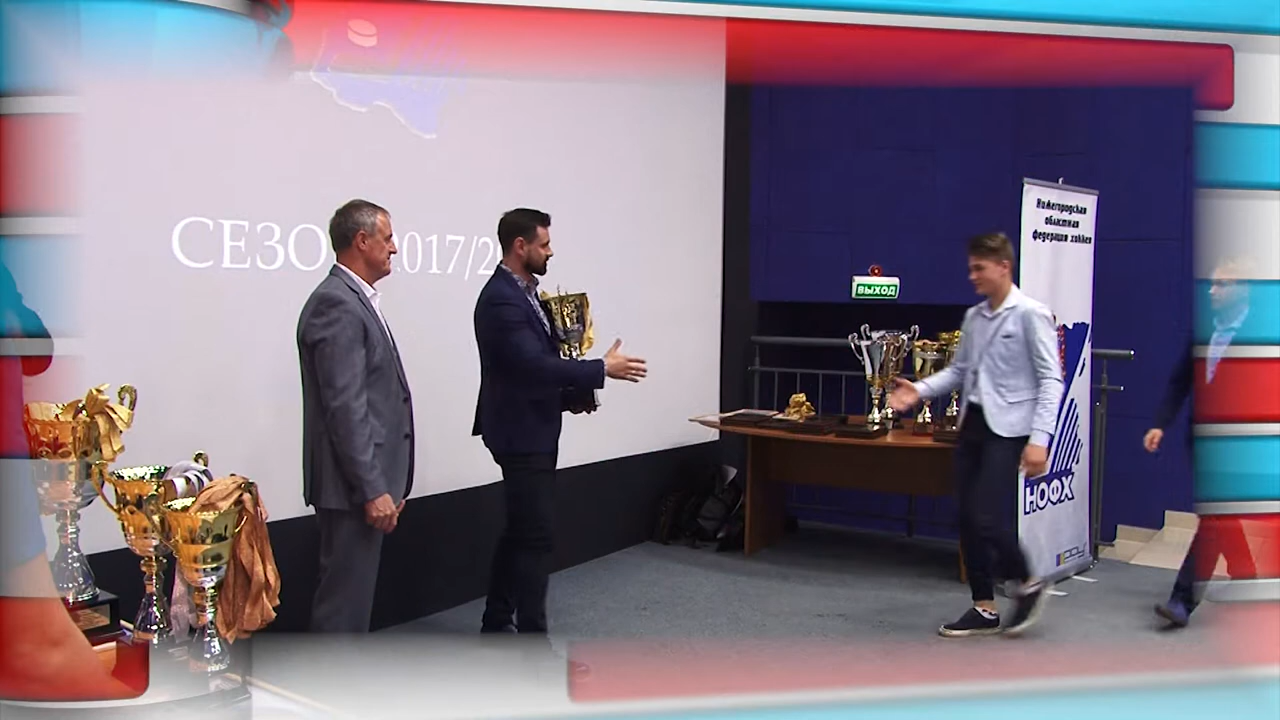 СЕЗО 2017/2
Нижегородская
областная
федерация хоккея
ВЫХОД
НОФХ